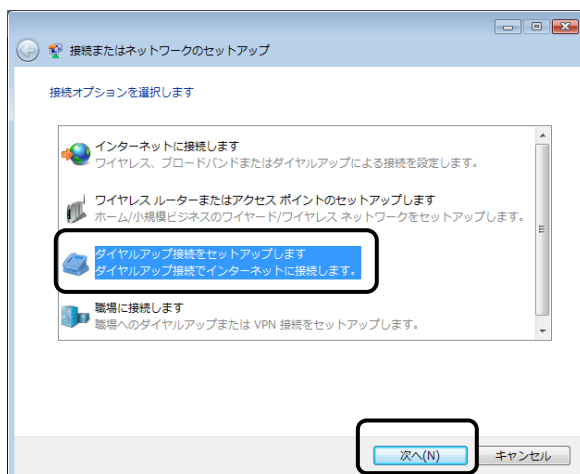 接続またはネットワークのセットアップ
接続オプションを選択します
インターネットに接続します
ワイヤレス、ブロードバンドまたはダイヤルアップによる接続を設定します。
ワイヤレス ルーターまたはアクセス ポイントのセットアップします
ホーム/小規模ビジネスのワイヤード/ワイヤレス ネットワークをセットアップします。
ダイヤルアップ接続をセットアップします
ダイヤルアップ接続でインターネットに接続します。
職場に接続します
職場へのダイヤルアップまたは VPN 接続をセットアップします。
次へ(N) キャンセル